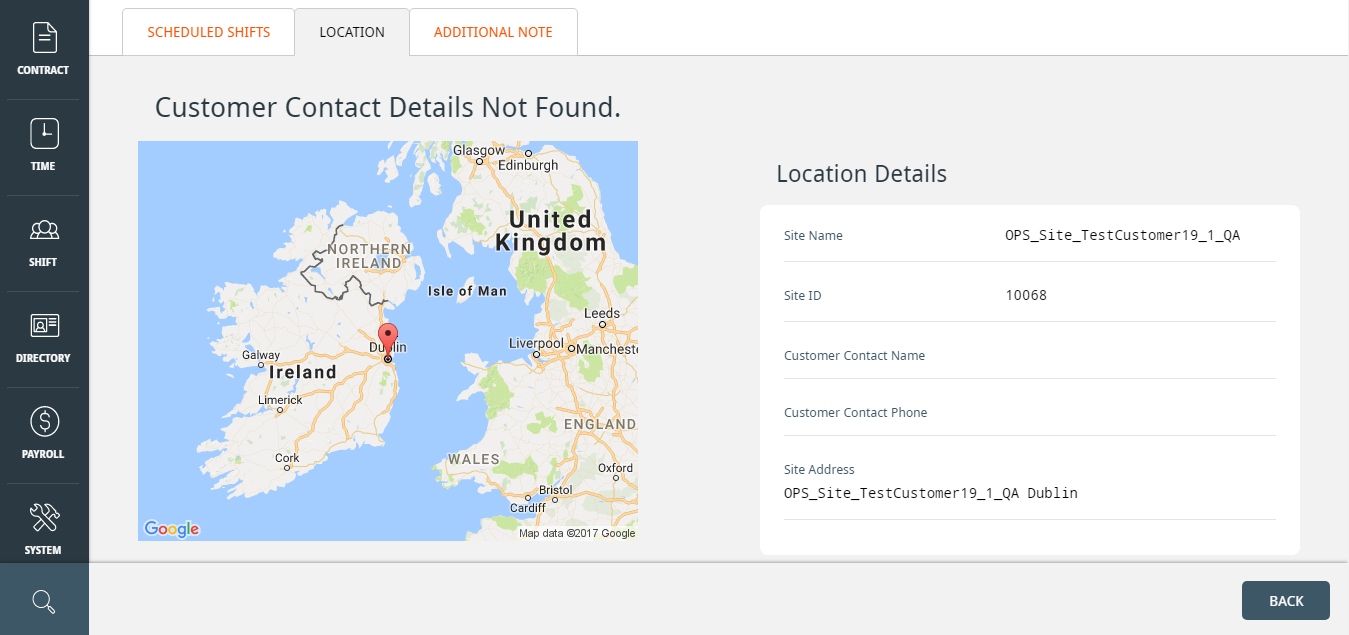 CONTRACT
TIME
SHIFT
DIRECTORY
PAYROLL
SYSTEM
SCHEDULED SHIFTS
LOCATION
ADDITIONAL NOTE
Customer Contact Details Not Found.
Glasgow
Edinburgh
United
Kingdom
NORTHERN
IRELAND
Isle of Man
Leeds
Liverpool
Mancheste
Dublin
Galway
Ireland
Limerick
Cork
ENGLAND
WALES
Oxford
Bristol
Cardiff
Google
Map data ©2017 Google
Location Details
Site Name OPS_Site_TestCustomer19_1_QA
Site ID 10068
Customer Contact Name
Customer Contact Phone
Site Address
OPS_Site_TestCustomer19_1_QA Dublin
BACK